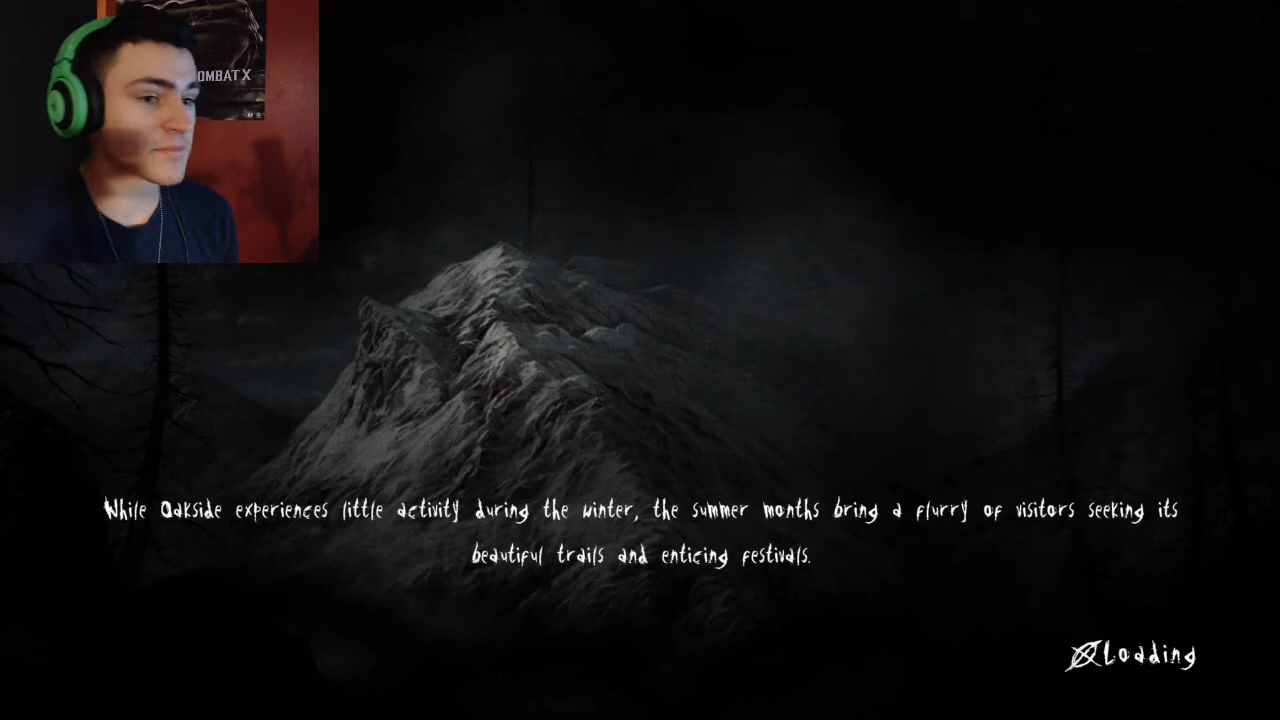 OMBAT X
While Oakside experiences little activity during the winter, the summer months bring a flurry of visitors seeking its
beautiful trails and enticing festivals.
Loading